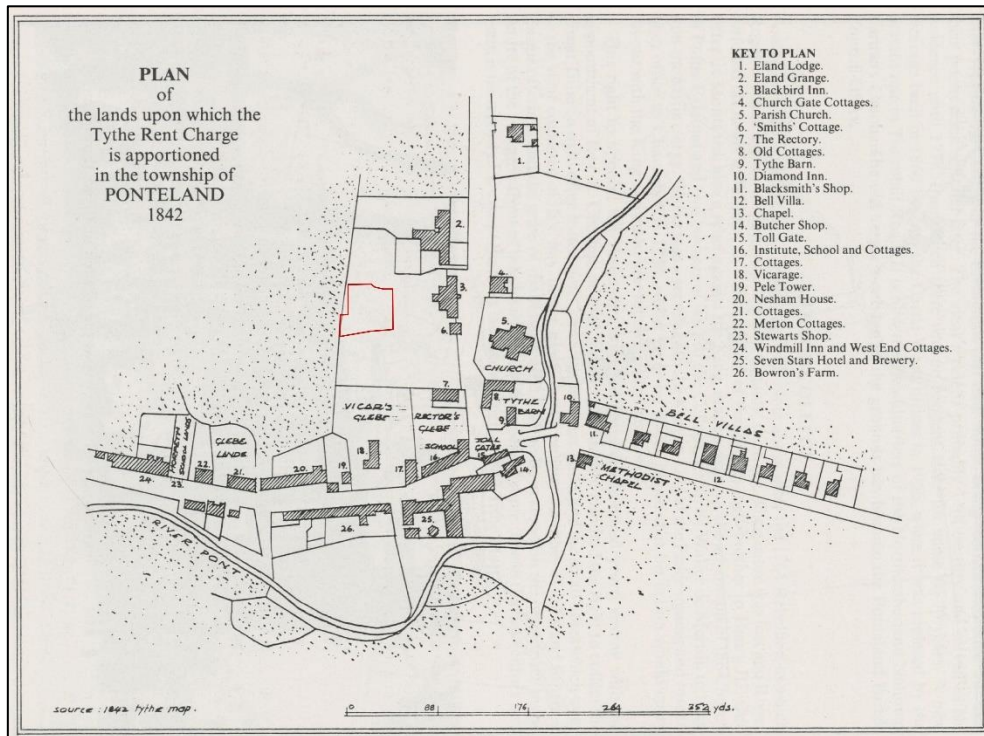 PLAN
of
the lands upon which the
Tythe Rent Charge
is apportioned
in the township of
PONTELAND
1842
KEY TO PLAN
1. Eland Lodge.
2. Eland Grange.
3. Blackbird Inn.
4. Church Gate Cottages.
5. Parish Church.
6. 'Smiths' Cottage.
7. The Rectory.
8. Old Cottages.
9. Tythe Barn.
10. Diamond Inn.
11. Blacksmith's Shop.
12. Bell Villa.
13. Chapel.
14. Butcher Shop.
15. Toll Gate.
16. Institute, School and Cottages.
17. Cottages.
18. Vicarage.
19. Pele Tower.
20. Nesham House.
21. Cottages.
22. Merton Cottages.
23. Stewarts Shop.
24. Windmill Inn and West End Cottages.
25. Seven Stars Hotel and Brewery.
26. Bowron's Farm.
1.
2.
3.
4.
5.
6.
CHURCH
7.
8.
TYTHE
BARN
9.
10.
11.
BELL VILLAS
12.
13.
METHODIST
CHAPEL
VICAR'S
GLEBE
RECTOR'S
GLEBE
SCHOOL
16.
TOLL
GATES
15.
14.
17.
18.
19.
20.
GLEBE
LANDS
21.
22.
MORPETH
SCHOOL LANDS
23.
24.
25.
26.
RIVER PONT
source : 1842 tythe map.
0 88 176 264 352 yds.